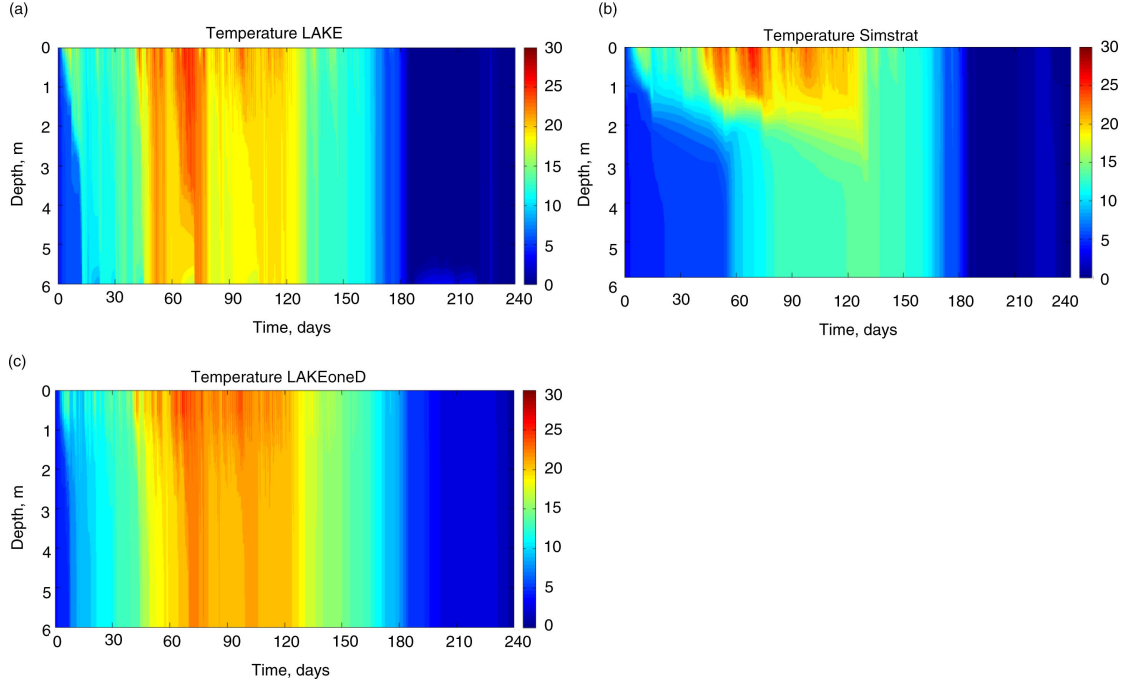 (a)
Temperature LAKE
Depth, m
0
1
2
3
4
5
6
0 30 60 90 120 150 180 210 240
Time, days
30
25
20
15
10
5
0
(b)
Temperature Simstrat
Depth, m
0
1
2
3
4
5
6
0 30 60 90 120 150 180 210 240
Time, days
30
25
20
15
10
5
0
(c)
Temperature LAKEoneD
Depth, m
0
1
2
3
4
5
6
0 30 60 90 120 150 180 210 240
Time, days
30
25
20
15
10
5
0